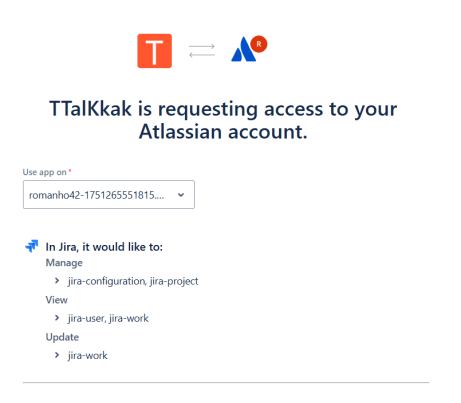 T
R
TTalKkak is requesting access to your
Atlassian account.
Use app on *
romanho42-1751265551815....
In Jira, it would like to:
Manage
jira-configuration, jira-project
View
jira-user, jira-work
Update
jira-work